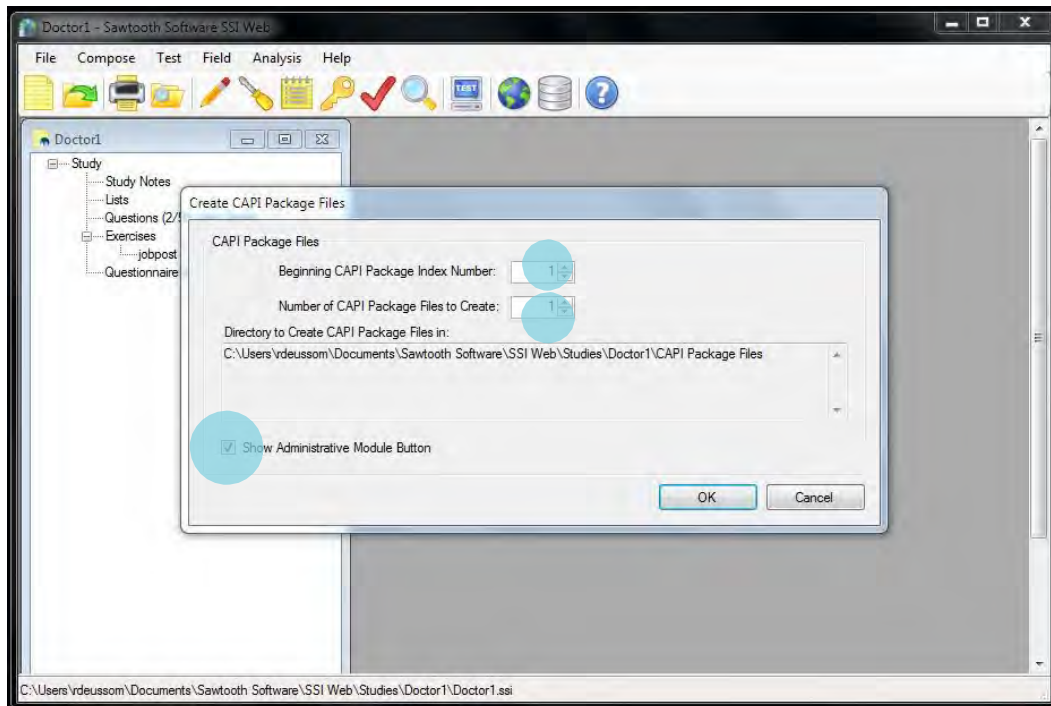 Doctor1 - Sawtooth Software SSI Web
File Compose Test Field Analysis Help
TEST
Doctor1
Study
Study Notes
Lists
Questions (2/5
Exercises
jobpost
Questionnaire
Create CAPI Package Files
CAPI Package Files
Beginning CAPI Package Index Number: 1
Number of CAPI Package Files to Create: 1
Directory to Create CAPI Package Files in:
C:\Users\rdeussom\Documents\Sawtooth Software\SSI Web\Studies\Doctor1\CAPI Package Files
Show Administrative Module Button
OK Cancel
C:\Users\rdeussom\Documents\Sawtooth Software\SSI Web\Studies\Doctor1\Doctor1.ssi